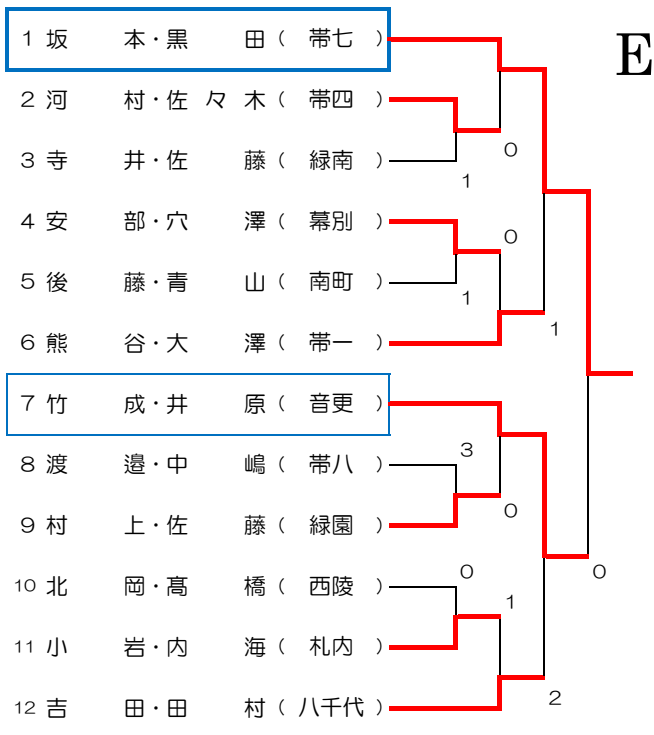 E
1 坂 本・黒 田( 帯七 )
2 河 村・佐 々 木( 帯四 )
0
3 寺 井・佐 藤( 緑南 )
1
4 安 部・穴 澤( 幕別 )
0
5 後 藤・青 山( 南町 )
1
1
6 熊 谷・大 澤( 帯一 )
7 竹 成・井 原( 音更 )
3
8 渡 邉・中 嶋( 帯八 )
0
9 村 上・佐 藤( 緑園 )
0
0
10 北 岡・髙 橋( 西陵 )
1
11 小 岩・内 海( 札内 )
2
12 吉 田・田 村( 八千代 )